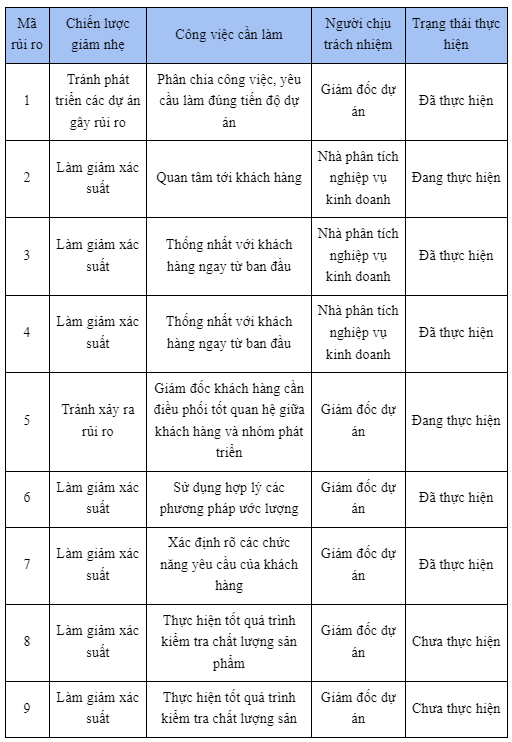 Mã rủi ro
Chiến lược giảm nhẹ
Công việc cần làm
Người chịu trách nhiệm
Trạng thái thực hiện
1
Tránh phát triển các dự án gây rủi ro
Phân chia công việc, yêu cầu làm đúng tiến độ dự án
Giám đốc dự án
Đã thực hiện
2
Làm giảm xác suất
Quan tâm tới khách hàng
Nhà phân tích nghiệp vụ kinh doanh
Đang thực hiện
3
Làm giảm xác suất
Thống nhất với khách hàng ngay từ ban đầu
Nhà phân tích nghiệp vụ kinh doanh
Đã thực hiện
4
Làm giảm xác suất
Thống nhất với khách hàng ngay từ ban đầu
Nhà phân tích nghiệp vụ kinh doanh
Đã thực hiện
5
Tránh xảy ra rủi ro
Giám đốc khách hàng cần điều phối tốt quan hệ giữa khách hàng và nhóm phát triển
Giám đốc dự án
Đang thực hiện
6
Làm giảm xác suất
Sử dụng hợp lý các phương pháp ước lượng
Giám đốc dự án
Đã thực hiện
7
Làm giảm xác suất
Xác định rõ các chức năng yêu cầu của khách hàng
Giám đốc dự án
Đã thực hiện
8
Làm giảm xác suất
Thực hiện tốt quá trình kiểm tra chất lượng sản phẩm
Giám đốc dự án
Chưa thực hiện
9
Làm giảm xác suất
Thực hiện tốt quá trình kiểm tra chất lượng sản
Giám đốc dự án
Chưa thực hiện